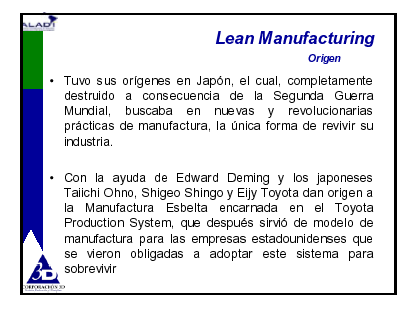 ALADI
Lean Manufacturing
Origen
• Tuvo sus orígenes en Japón, el cual, completamente
destruido a consecuencia de la Segunda Guerra
Mundial, buscaba en nuevas y revolucionarias
prácticas de manufactura, la única forma de revivir su
industria.
• Con la ayuda de Edward Deming y los japoneses
Taiichi Ohno, Shigeo Shingo y Eijy Toyota dan origen a
la Manufactura Esbelta encarnada en el Toyota
Production System, que después sirvió de modelo de
manufactura para las empresas estadounidenses que
se vieron obligadas a adoptar este sistema para
sobrevivir
3D
CORPORACIÓN 3D